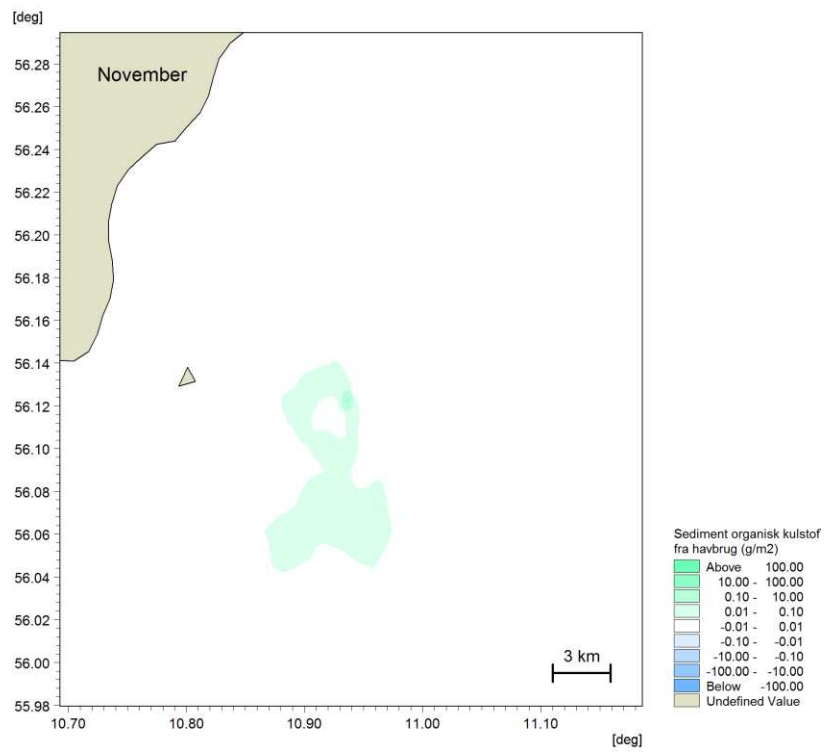 [deg]
56.28
November
56.26
56.24
56.22
56.20
56.18
56.16
56.14
56.12
56.10
56.08
56.06
56.04
56.02
56.00
55.98
3 km
10.70 10.80 10.90 11.00 11.10
[deg]
Sediment organisk kulstof
fra havbrug (g/m2)
Above 100.00
10.00 - 100.00
0.10 - 10.00
0.01 - 0.10
-0.01 - 0.01
-0.10 - -0.01
-10.00 - -0.10
-100.00 - -10.00
Below -100.00
Undefined Value